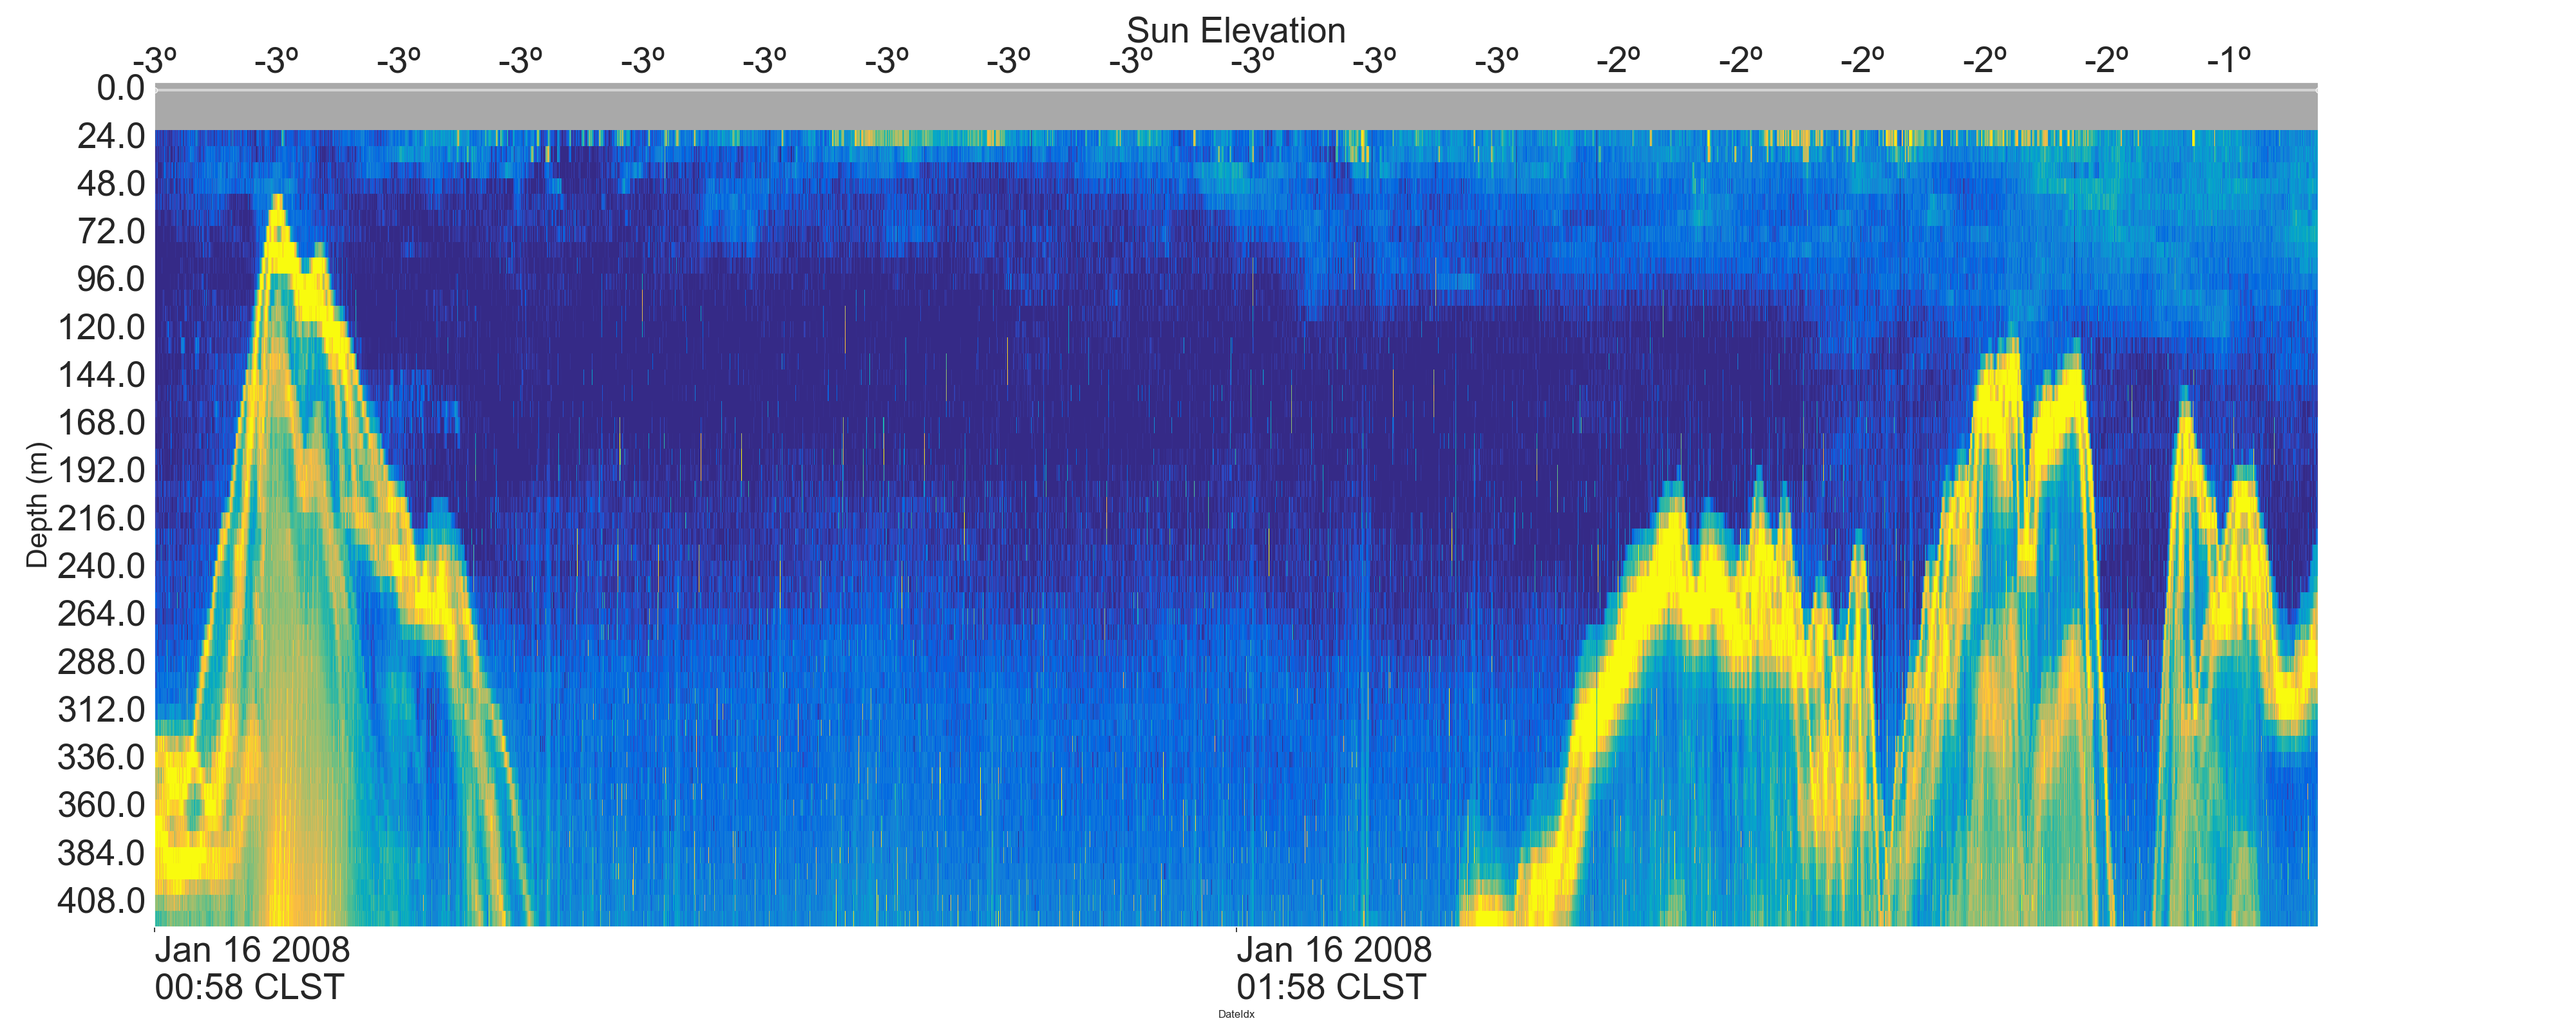 Sun Elevation
-3º -3º -3º -3º -3º -3º -3º -3º -3º -3º -3º -3º -2º -2º -2º -2º -2º -1º
0.0
24.0
48.0
72.0
96.0
120.0
144.0
168.0
192.0
216.0
240.0
264.0
288.0
312.0
336.0
360.0
384.0
408.0
Depth (m)
Jan 16 2008
00:58 CLST
Jan 16 2008
01:58 CLST
DateIdx